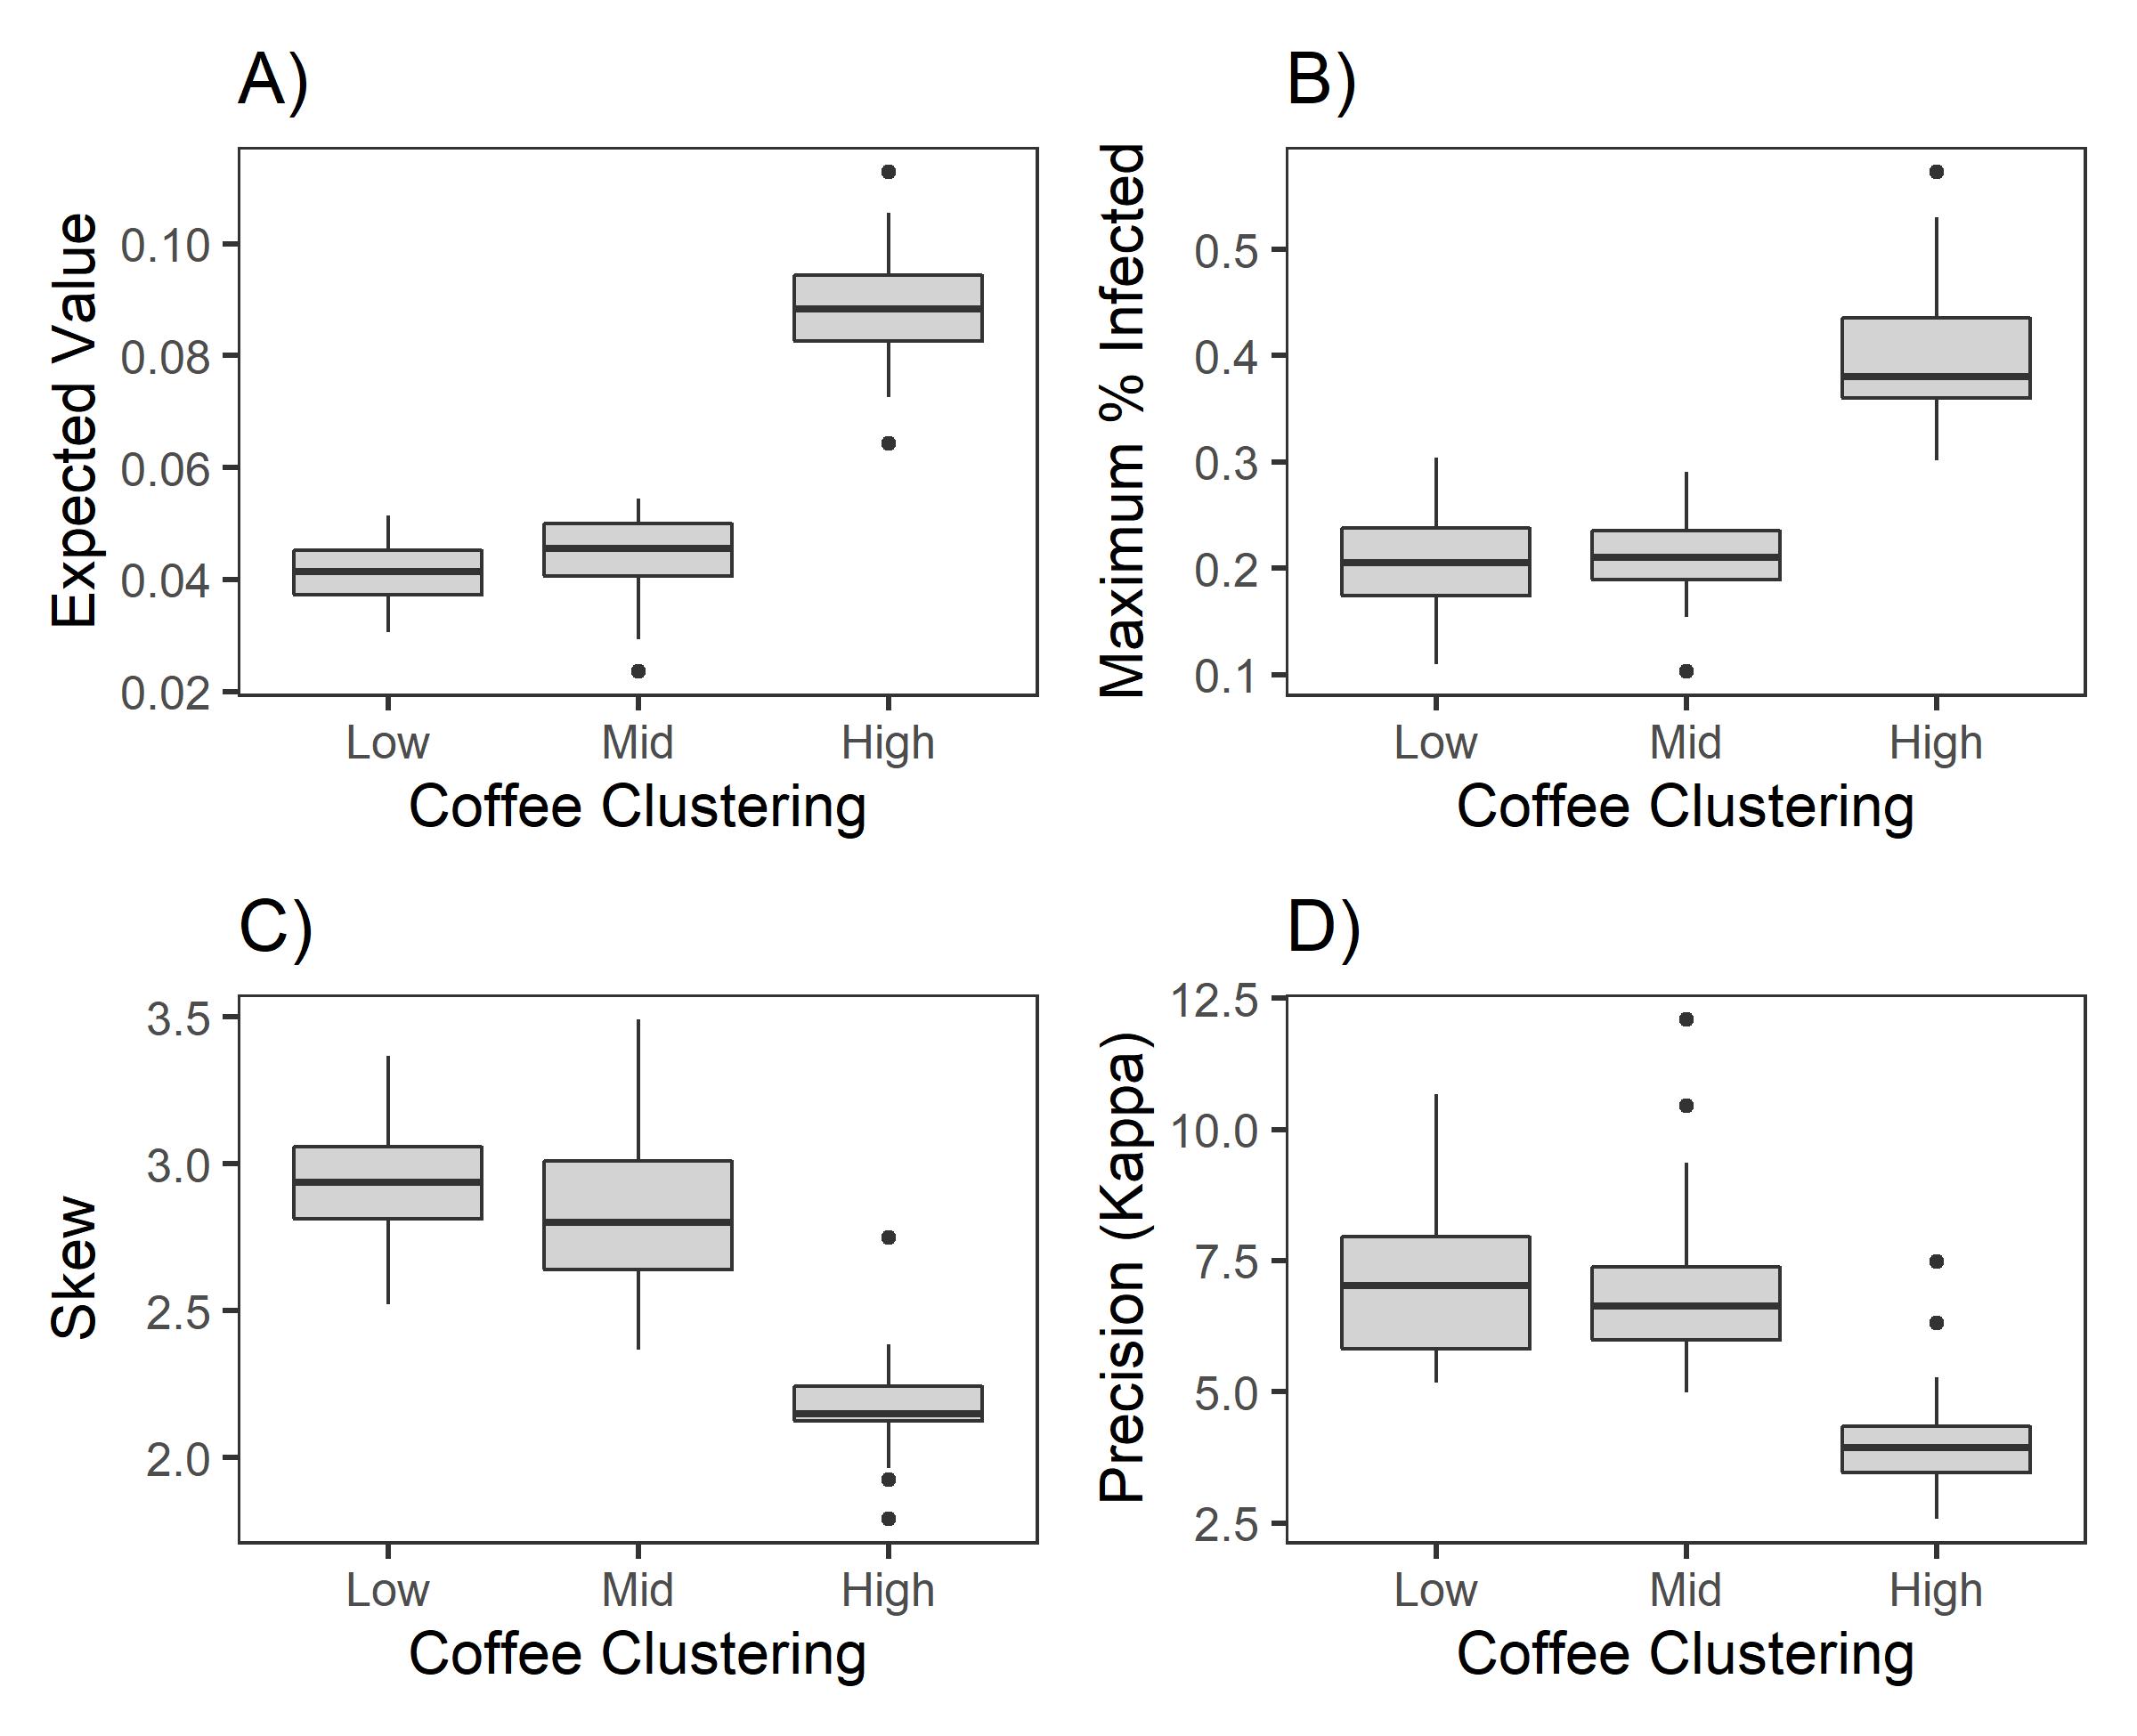 A)
Expected Value
0.10
0.08
0.06
0.04
0.02
Low Mid High
Coffee Clustering
B)
Maximum % Infected
0.5
0.4
0.3
0.2
0.1
Low Mid High
Coffee Clustering
C)
Skew
3.5
3.0
2.5
2.0
Low Mid High
Coffee Clustering
D)
Precision (Kappa)
12.5
10.0
7.5
5.0
2.5
Low Mid High
Coffee Clustering